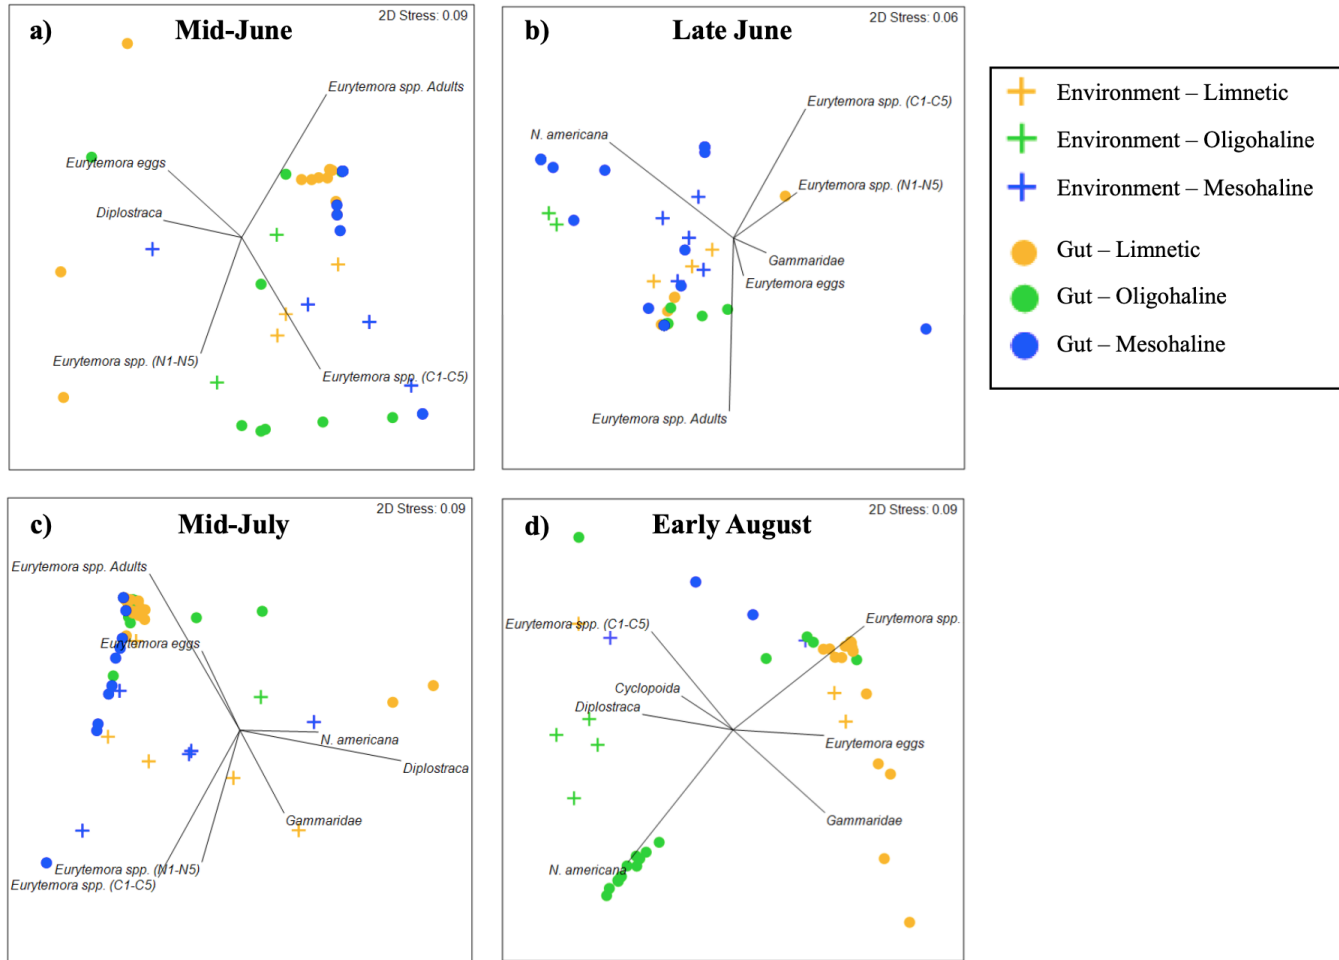 a) Mid-June
2D Stress: 0.09
Eurytemora spp. Adults
Eurytemora eggs
Diplostraca
Eurytemora spp. (N1-N5)
Eurytemora spp. (C1-C5)
b) Late June
2D Stress: 0.06
Eurytemora spp. (C1-C5)
N. americana
Eurytemora spp. (N1-N5)
Gammaridae
Eurytemora eggs
Eurytemora spp. Adults
Environment – Limnetic
Environment – Oligohaline
Environment – Mesohaline
Gut – Limnetic
Gut – Oligohaline
Gut – Mesohaline
c) Mid-July
2D Stress: 0.09
Eurytemora spp. Adults
Eurytemora eggs
N. americana
Diplostraca
Gammaridae
Eurytemora spp. (N1-N5)
Eurytemora spp. (C1-C5)
d) Early August
2D Stress: 0.09
Eurytemora spp. (C1-C5)
Eurytemora spp.
Cyclopoida
Diplostraca
Eurytemora eggs
Gammaridae
N. americana